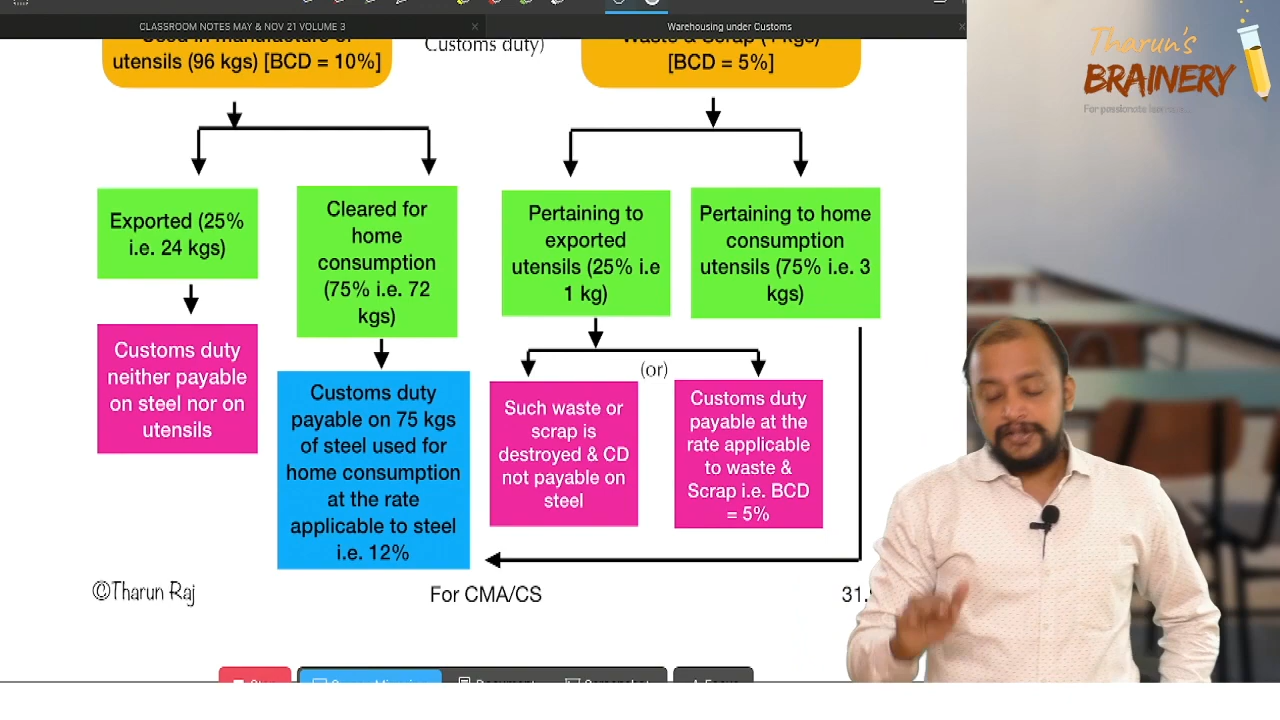 CLASSROOM NOTES MAY & NOV 21 VOLUME 3
Warehousing under Customs
Tharun's
BRAINERY
utensils (96 kgs) [BCD = 10%]
Customs duty)
Waste & Scrap (4 kgs)
[BCD = 5%]
Exported (25%
i.e. 24 kgs)
Cleared for
home
consumption
(75% i.e. 72
kgs)
Pertaining to
exported
utensils (25% i.e
1 kg)
Pertaining to home
consumption
utensils (75% i.e. 3
kgs)
Customs duty
neither payable
on steel nor on
utensils
Customs duty
payable on 75 kgs
of steel used for
home consumption
at the rate
applicable to steel
i.e. 12%
(or)
Such waste or
scrap is
destroyed & CD
not payable on
steel
Customs duty
payable at the
rate applicable
to waste &
Scrap i.e. BCD
= 5%
©Tharun Raj
For CMA/CS
31.